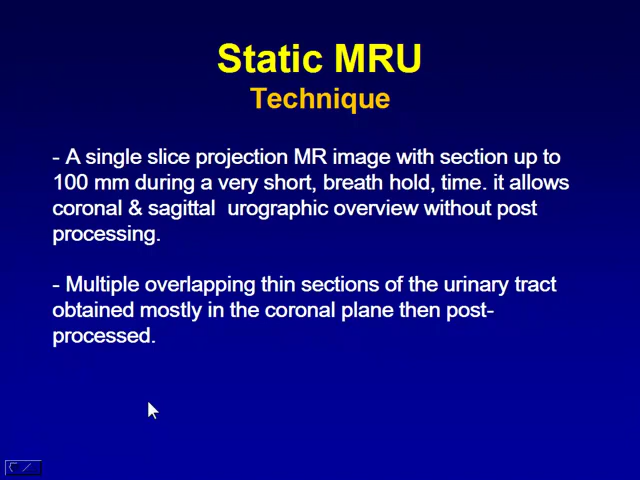 Static MRU
Technique
- A single slice projection MR image with section up to
100 mm during a very short, breath hold, time. it allows
coronal & sagittal  urographic overview without post
processing.
- Multiple overlapping thin sections of the urinary tract
obtained mostly in the coronal plane then post-
processed.